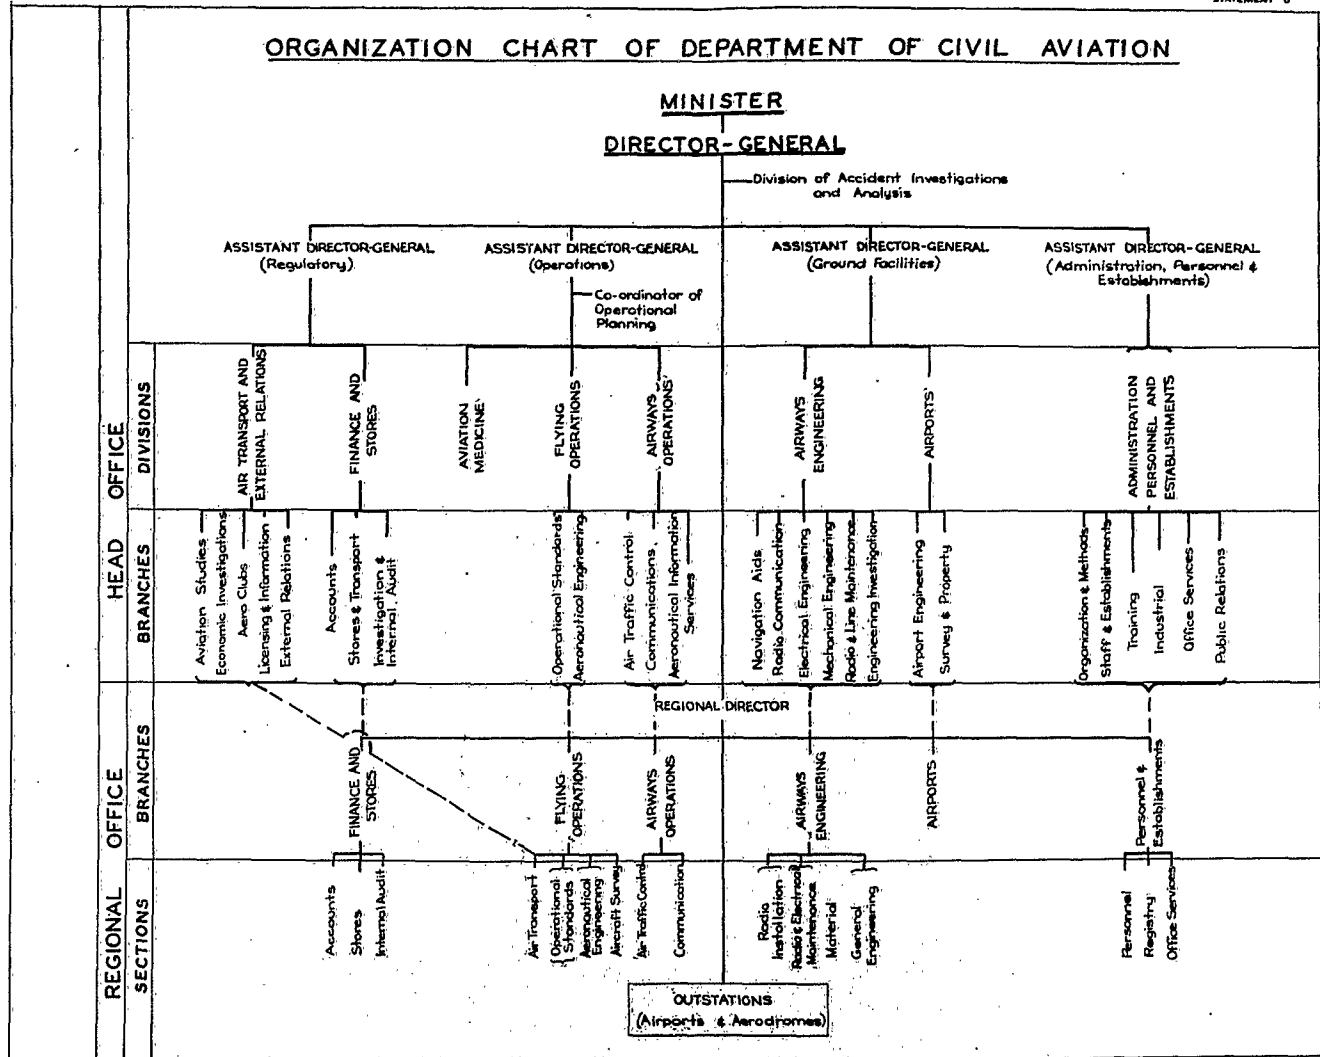 STATEMENT
ORGANIZATION CHART OF DEPARTMENT OF CIVIL AVIATION
MINISTER
DIRECTOR-GENERAL
Division of Accident Investigations
and Analysis
ASSISTANT DIRECTOR-GENERAL
(Regulatory)
ASSISTANT DIRECTOR-GENERAL
(Operations)
ASSISTANT DIRECTOR-GENERAL
(Ground Facilities)
ASSISTANT DIRECTOR-GENERAL
(Administration, Personnel &
Establishments)
Co-ordinator of
Operational
Planning
HEAD OFFICE
DIVISIONS
AIR TRANSPORT AND
EXTERNAL RELATIONS
FINANCE AND
STORES
AVIATION
MEDICINE
FLYING
OPERATIONS
AIRWAYS
OPERATIONS
AIRWAYS
ENGINEERING
AIRPORTS
ADMINISTRATION
PERSONNEL AND
ESTABLISHMENTS
BRANCHES
Aviation Studies
Economic Investigations
Aero Clubs
Licensing & Information
External Relations
Accounts
Stores & Transport
Investigation &
Internal Audit
Operational Standards
Aeronautical Engineering
Air Traffic Control
Communications
Aeronautical Information
Services
Navigation Aids
Radio Communication
Electrical Engineering
Mechanical Engineering
Radio & Line Maintenance
Engineering Investigation
Airport Engineering
Survey & Property
Organization & Methods
Staff & Establishments
Training
Industrial
Office Services
Public Relations
REGIONAL DIRECTOR
REGIONAL OFFICE
BRANCHES
FINANCE AND
STORES
FLYING
OPERATIONS
AIRWAYS
OPERATIONS
AIRWAYS
ENGINEERING
AIRPORTS
Personnel &
Establishments
SECTIONS
Accounts
Stores
Internal Audit
Air Transport
Operational
Standards
Aeronautical
Engineering
Aircraft Survey
Air Traffic Control
Communication
Radio
Installation
Radio & Electrical
Maintenance
Material
General
Engineering
Personnel
Registry
Office Services
OUTSTATIONS
(Airports & Aerodromes)